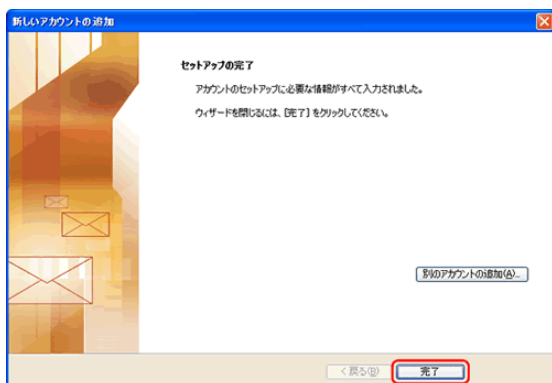 新しいアカウントの追加
セットアップの完了
アカウントのセットアップに必要な情報がすべて入力されました。
ウィザードを閉じるには、[完了] をクリックしてください。
別のアカウントの追加(A)...
< 戻る(B)
完了